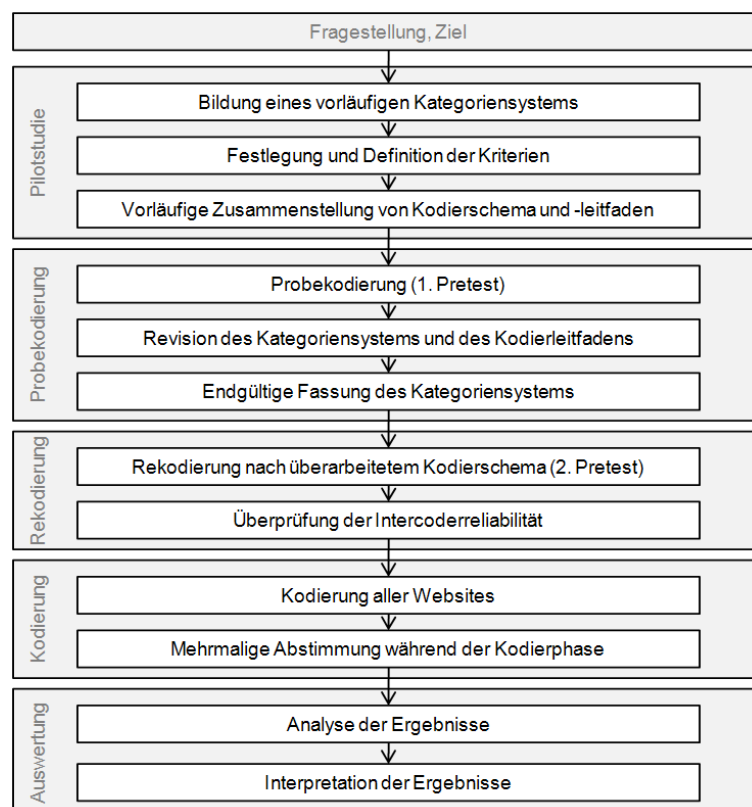 Fragestellung, Ziel
Pilotstudie
Bildung eines vorläufigen Kategoriensystems
Festlegung und Definition der Kriterien
Vorläufige Zusammenstellung von Kodierschema und -leitfaden
Probekodierung
Probekodierung (1. Pretest)
Revision des Kategoriensystems und des Kodierleitfadens
Endgültige Fassung des Kategoriensystems
Rekodierung
Rekodierung nach überarbeitetem Kodierschema (2. Pretest)
Überprüfung der Intercoderreliabilität
Kodierung
Kodierung aller Websites
Mehrmalige Abstimmung während der Kodierphase
Auswertung
Analyse der Ergebnisse
Interpretation der Ergebnisse